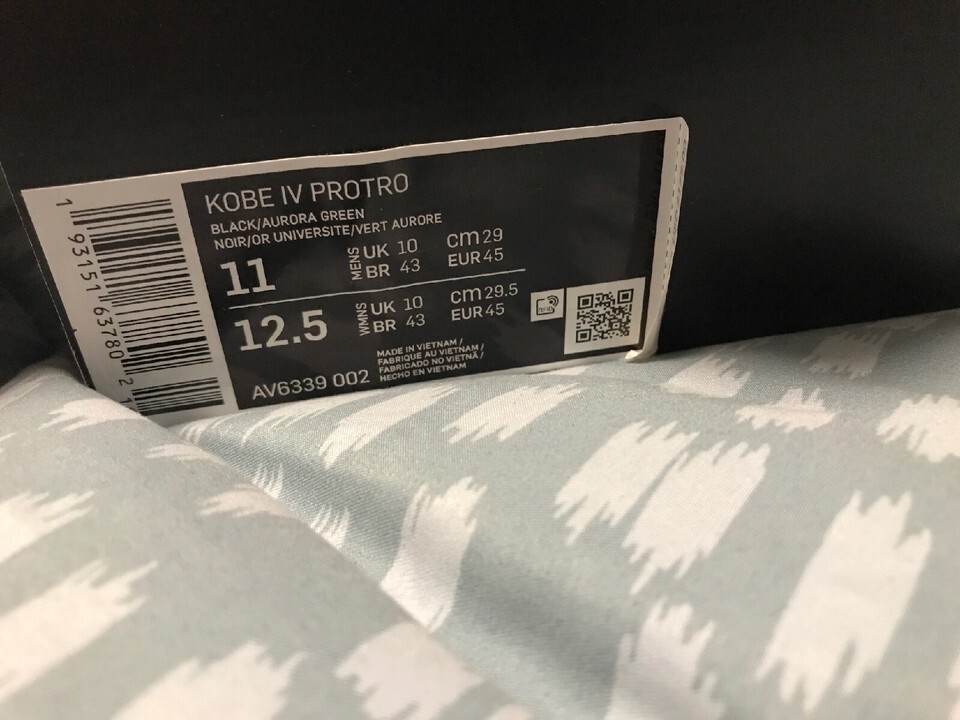 KOBE IV PROTRO
BLACK/AURORA GREEN
NOIR/OR UNIVERSITE/VERT AURORE
11
MENS
UK 10
BR 43
cm 29
EUR 45
12.5
WMNS
UK 10
BR 43
cm 29.5
EUR 45
AV6339 002
MADE IN VIETNAM /
FABRIQUE AU VIETNAM /
FABRICADO NO VIETNÃ /
HECHO EN VIETNAM
1 93151 63780 2